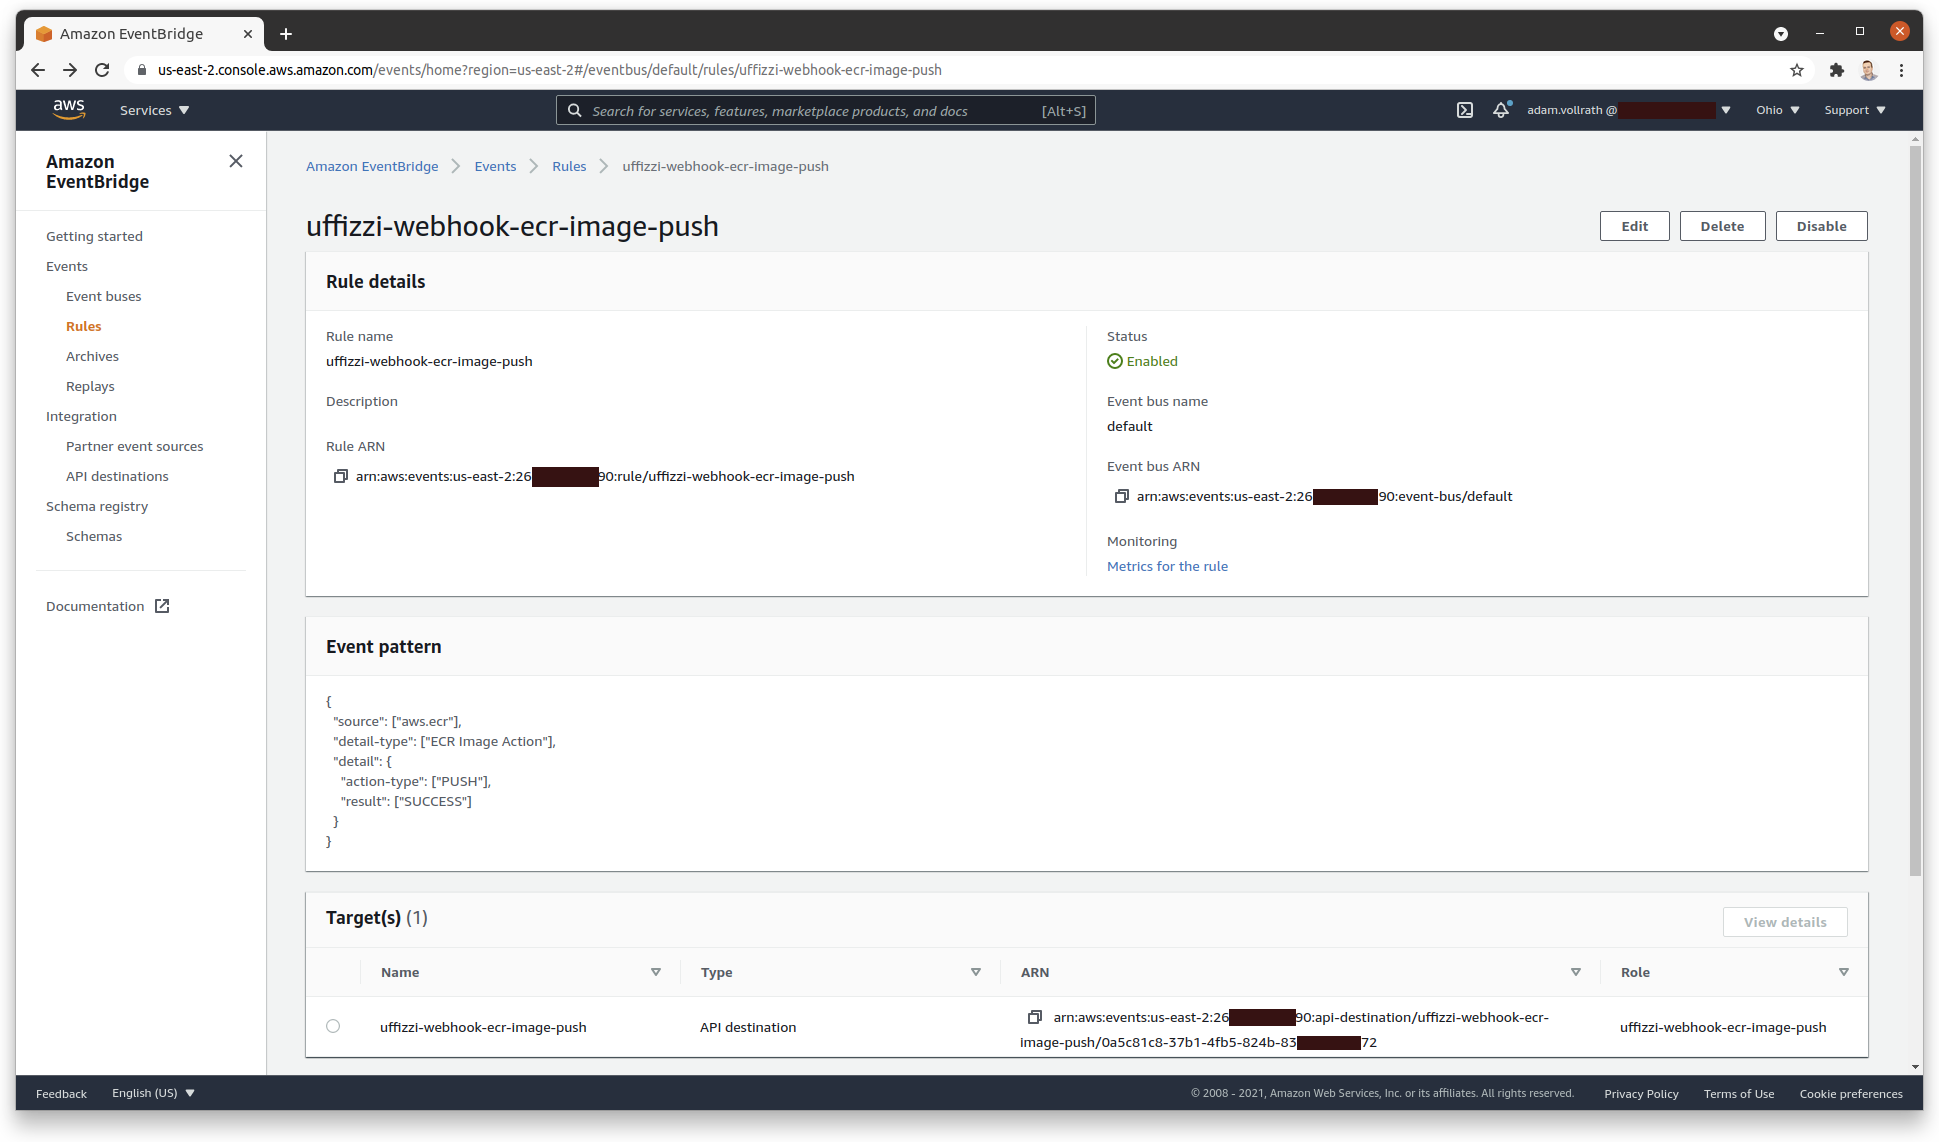 Amazon EventBridge
us-east-2.console.aws.amazon.com/events/home?region=us-east-2#/eventbus/default/rules/uffizzi-webhook-ecr-image-push
aws
Services
Search for services, features, marketplace products, and docs
[Alt+S]
adam.vollrath @
Ohio
Support
Amazon EventBridge
Getting started
Events
Event buses
Rules
Archives
Replays
Integration
Partner event sources
API destinations
Schema registry
Schemas
Documentation
Amazon EventBridge
Events
Rules
uffizzi-webhook-ecr-image-push
uffizzi-webhook-ecr-image-push
Edit
Delete
Disable
Rule details
Rule name
uffizzi-webhook-ecr-image-push
Description
Rule ARN
arn:aws:events:us-east-2:26 90:rule/uffizzi-webhook-ecr-image-push
Status
Enabled
Event bus name
default
Event bus ARN
arn:aws:events:us-east-2:26 90:event-bus/default
Monitoring
Metrics for the rule
Event pattern
{
"source": ["aws.ecr"],
"detail-type": ["ECR Image Action"],
"detail": {
"action-type": ["PUSH"],
"result": ["SUCCESS"]
}
}
Target(s) (1)
View details
Name
Type
ARN
Role
uffizzi-webhook-ecr-image-push
API destination
arn:aws:events:us-east-2:26 90:api-destination/uffizzi-webhook-ecr-
image-push/0a5c81c8-37b1-4fb5-824b-83 72
uffizzi-webhook-ecr-image-push
Feedback
English (US)
© 2008 - 2021, Amazon Web Services, Inc. or its affiliates. All rights reserved.
Privacy Policy
Terms of Use
Cookie preferences